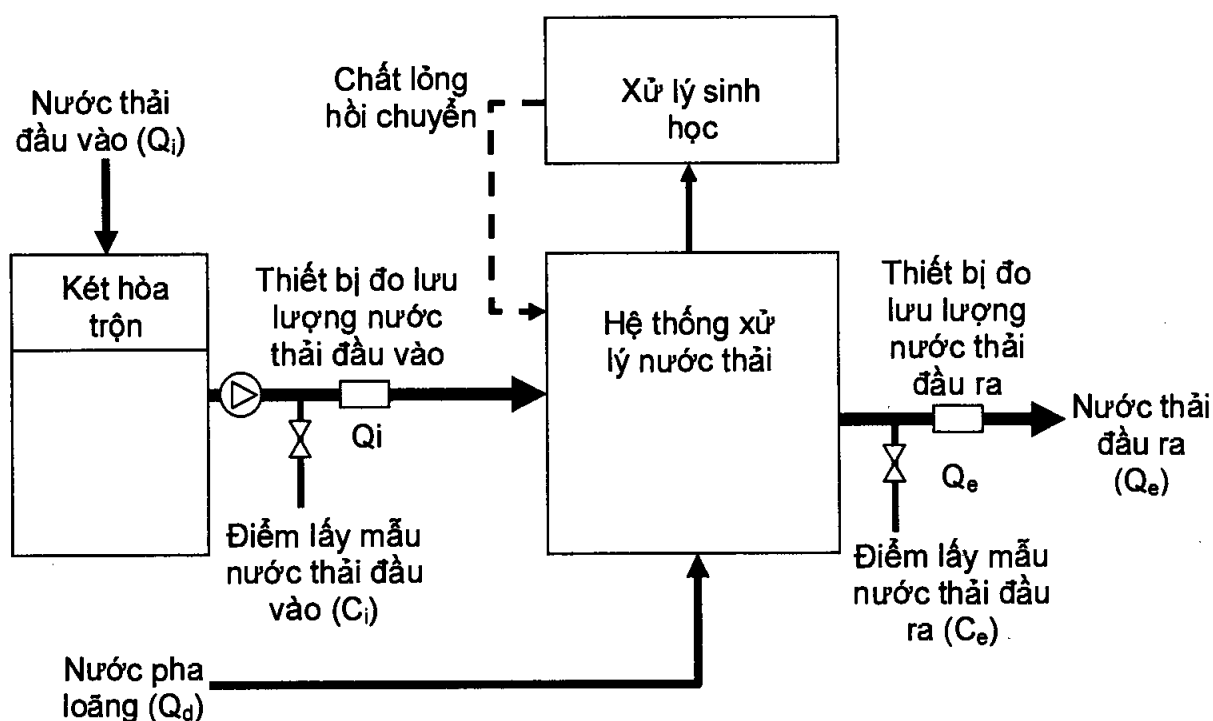 Nước thải
đầu vào (Qi)
Chất lỏng
hồi chuyển
Xử lý sinh
học
Két hòa
trộn
Thiết bị đo lưu
lượng nước
thải đầu vào
Hệ thống xử
lý nước thải
Thiết bị đo
lưu lượng
nước thải
đầu ra
Qi
Qe
Nước thải
đầu ra
(Qe)
Điểm lấy mẫu
nước thải đầu
vào (Ci)
Điểm lấy mẫu
nước thải đầu
ra (Ce)
Nước pha
loãng (Qd)